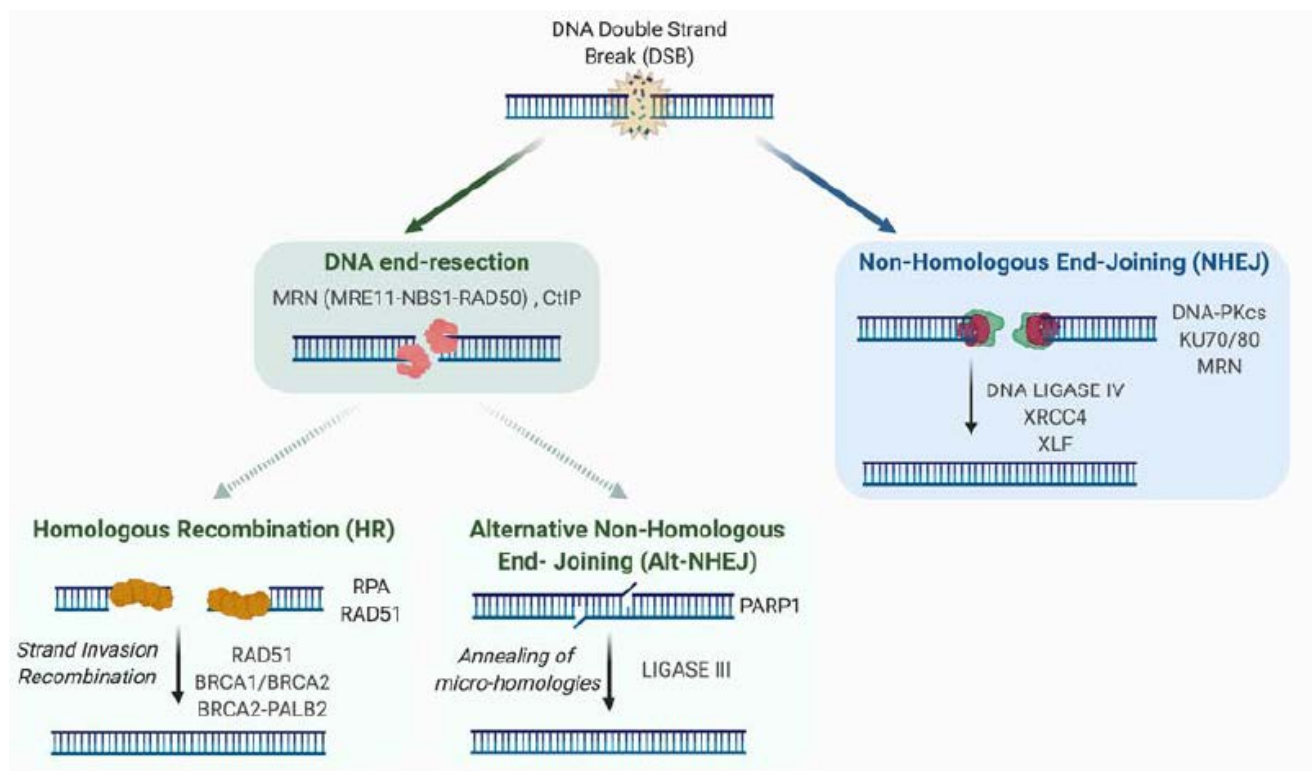 DNA Double Strand
Break (DSB)
DNA end-resection
MRN (MRE11-NBS1-RAD50) , CtIP
Non-Homologous End-Joining (NHEJ)
DNA-PKcs
KU70/80
MRN
DNA LIGASE IV
XRCC4
XLF
Homologous Recombination (HR)
RPA
RAD51
Strand Invasion
Recombination
RAD51
BRCA1/BRCA2
BRCA2-PALB2
Alternative Non-Homologous
End- Joining (Alt-NHEJ)
PARP1
Annealing of
micro-homologies
LIGASE III